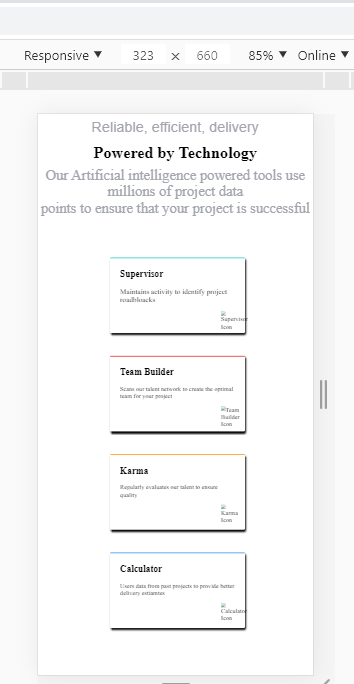 Responsive ▼ 323 x 660 85% ▼ Online ▼
Reliable, efficient, delivery
Powered by Technology
Our Artificial intelligence powered tools use
millions of project data
points to ensure that your project is successful
Supervisor
Maintains activity to identify project
roadblaocks
Supervisor
Icon
Team Builder
Scans our talent network to create the optimal
team for your project
Team
Builder
Icon
Karma
Regularly evaluates our talent to ensure
quality
Karma
Icon
Calculator
Users data from past projects to provide better
delivery estiamtes
Calculator
Icon